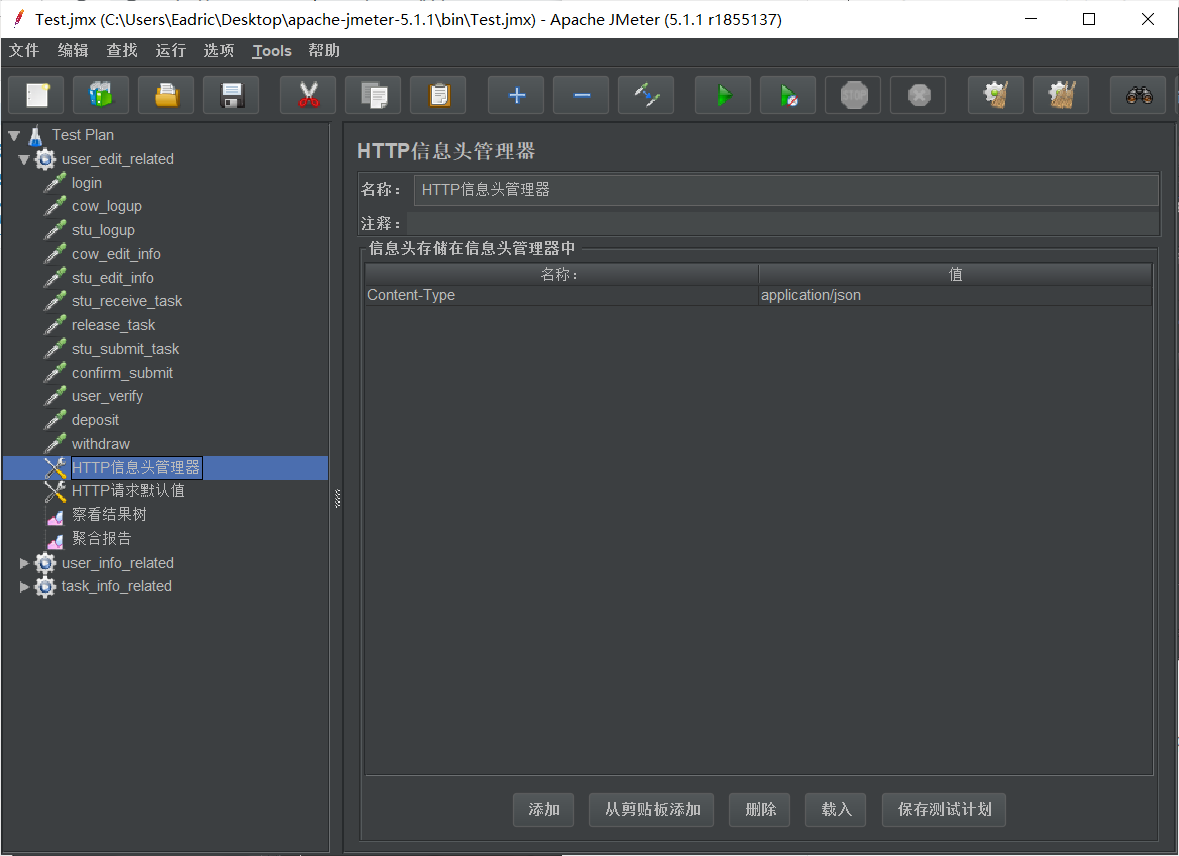 Test.jmx (C:\Users\Eadric\Desktop\apache-jmeter-5.1.1\bin\Test.jmx) - Apache JMeter (5.1.1 r1855137)
文件 编辑 查找 运行 选项 Tools 帮助
STOP
Test Plan
user_edit_related
login
cow_logup
stu_logup
cow_edit_info
stu_edit_info
stu_receive_task
release_task
stu_submit_task
confirm_submit
user_verify
deposit
withdraw
HTTP信息头管理器
HTTP请求默认值
察看结果树
聚合报告
user_info_related
task_info_related
HTTP信息头管理器
名称： HTTP信息头管理器
注释：
信息头存储在信息头管理器中
名称： 值
Content-Type application/json
添加 从剪贴板添加 删除 载入 保存测试计划